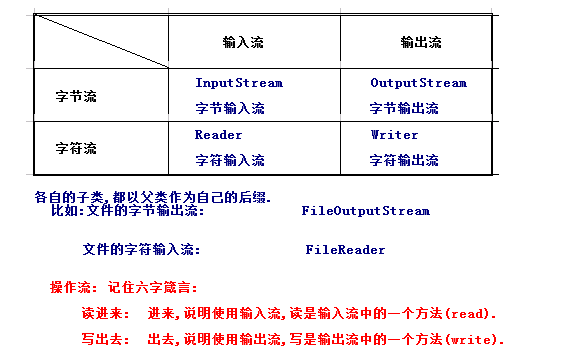 输入流 输出流
字节流 InputStream OutputStream
字节输入流 字节输出流
字符流 Reader Writer
字符输入流 字符输出流
各自的子类,都以父类作为自己的后缀.
比如:文件的字节输出流: FileOutputStream
文件的字符输入流: FileReader
操作流: 记住六字箴言:
读进来: 进来,说明使用输入流,读是输入流中的一个方法(read).
写出去: 出去,说明使用输出流,写是输出流中的一个方法(write).